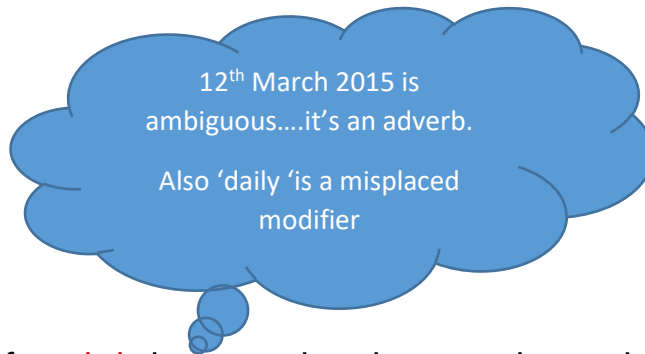 12th March 2015 is
ambiguous....it's an adverb.
Also 'daily 'is a misplaced
modifier